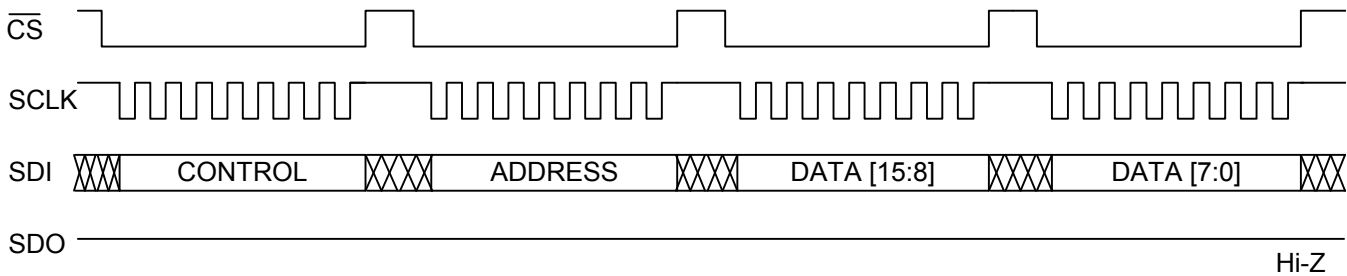 CS
SCLK
SDI CONTROL ADDRESS DATA [15:8] DATA [7:0]
SDO
Hi-Z